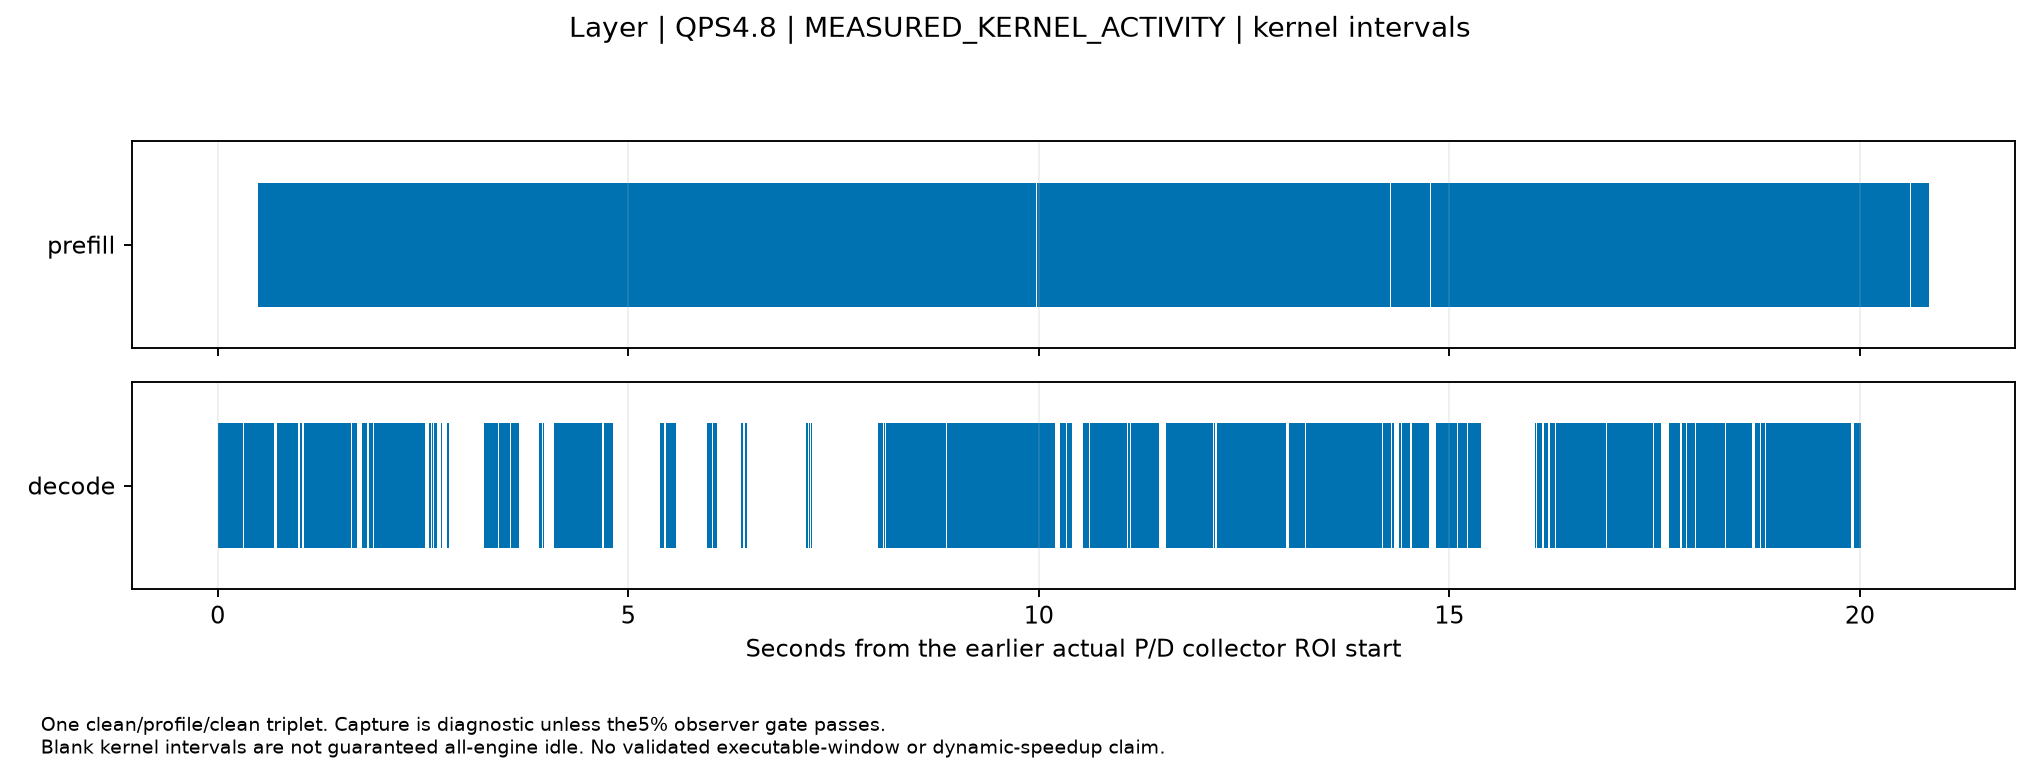 Layer | QPS4.8 | MEASURED_KERNEL_ACTIVITY | kernel intervals
prefill
decode
0 5 10 15 20
Seconds from the earlier actual P/D collector ROI start
One clean/profile/clean triplet. Capture is diagnostic unless the5% observer gate passes.
Blank kernel intervals are not guaranteed all-engine idle. No validated executable-window or dynamic-speedup claim.